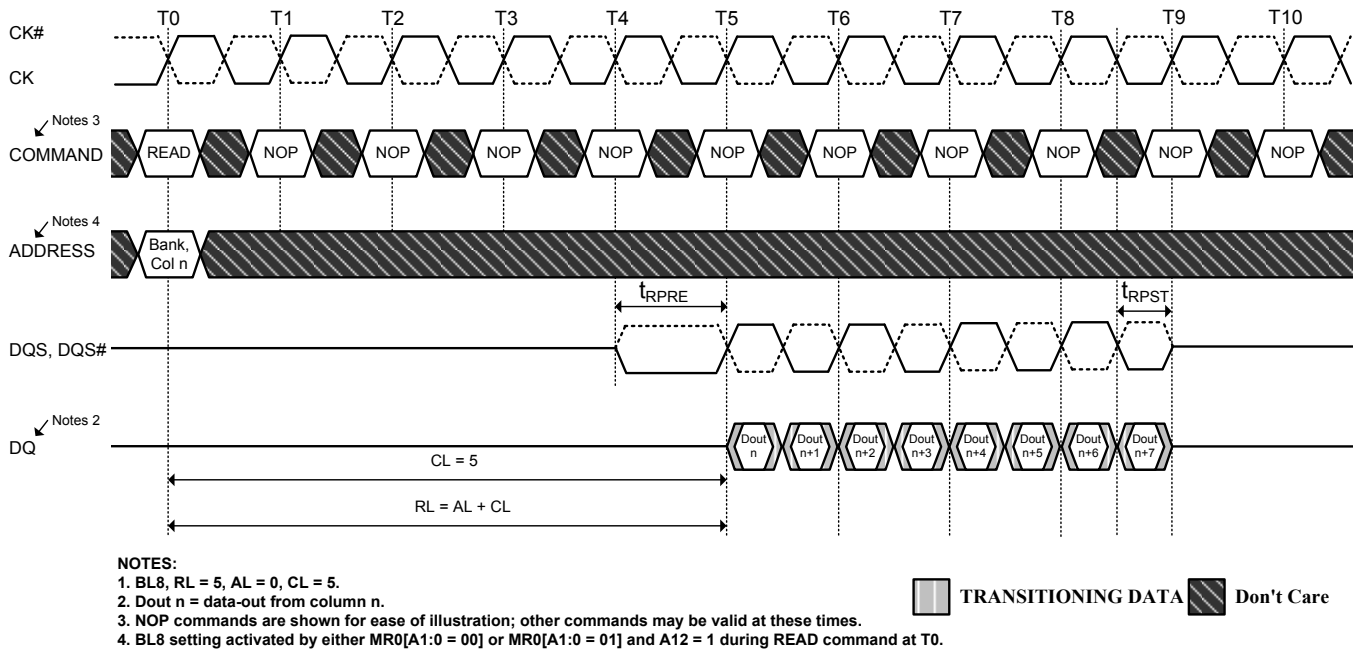 T0 T1 T2 T3 T4 T5 T6 T7 T8 T9 T10
CK#
CK
Notes 3
COMMAND READ NOP NOP NOP NOP NOP NOP NOP NOP NOP NOP
Notes 4
ADDRESS
Bank,
Col n
tRPRE tRPST
DQS, DQS#
Notes 2
DQ
Dout Dout Dout Dout Dout Dout Dout Dout
n n+1 n+2 n+3 n+4 n+5 n+6 n+7
CL = 5
RL = AL + CL
NOTES:
1. BL8, RL = 5, AL = 0, CL = 5.
2. Dout n = data-out from column n.
3. NOP commands are shown for ease of illustration; other commands may be valid at these times.
4. BL8 setting activated by either MR0[A1:0 = 00] or MR0[A1:0 = 01] and A12 = 1 during READ command at T0.
TRANSITIONING DATA Don't Care